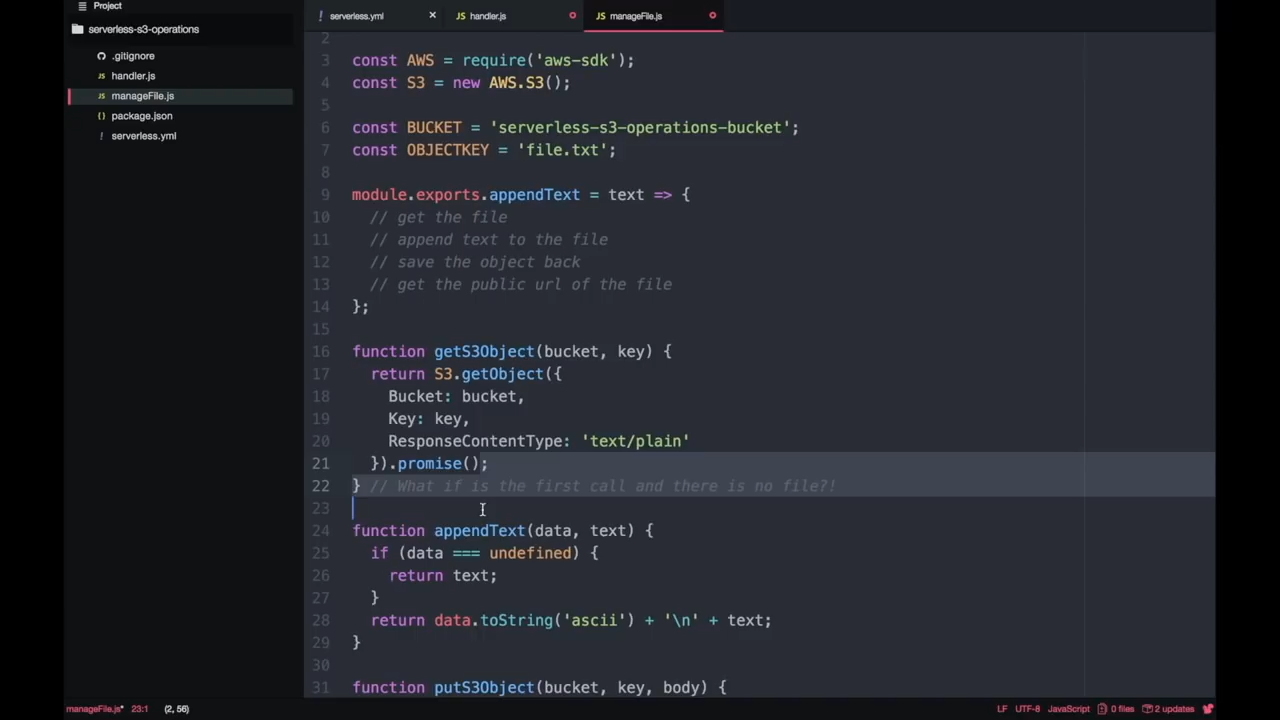 Project
serverless-s3-operations
.gitignore
JS handler.js
JS manageFile.js
{} package.json
! serverless.yml
! serverless.yml ×
JS handler.js
JS manageFile.js
2
3 const AWS = require('aws-sdk');
4 const S3 = new AWS.S3();
5
6 const BUCKET = 'serverless-s3-operations-bucket';
7 const OBJECTKEY = 'file.txt';
8
9 module.exports.appendText = text => {
10 // get the file
11 // append text to the file
12 // save the object back
13 // get the public url of the file
14 };
15
16 function getS3Object(bucket, key) {
17 return S3.getObject({
18 Bucket: bucket,
19 Key: key,
20 ResponseContentType: 'text/plain'
21 }).promise();
22 } // What if is the first call and there is no file?!
23
24 function appendText(data, text) {
25 if (data === undefined) {
26 return text;
27 }
28 return data.toString('ascii') + '\n' + text;
29 }
30
31 function putS3Object(bucket, key, body) {
manageFile.js* 23:1 (2, 56) LF UTF-8 JavaScript 0 files 2 updates